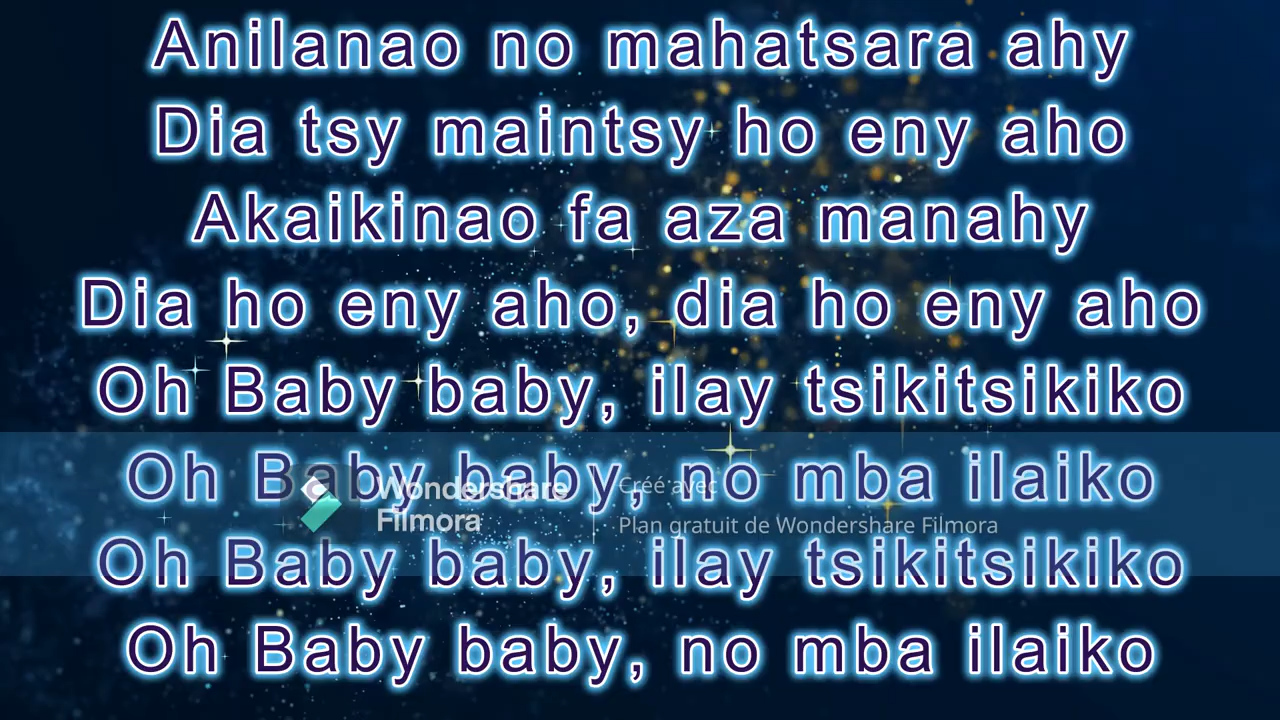 Anilanao no mahatsara ahy
Dia tsy maintsy ho eny aho
Akaikinao fa aza manahy
Dia ho eny aho, dia ho eny aho
Oh Baby baby, ilay tsikitsikiko
Oh Baby baby, no mba ilaiko
Wondershare
Filmora
Créé avec
Plan gratuit de Wondershare Filmora
Oh Baby baby, ilay tsikitsikiko
Oh Baby baby, no mba ilaiko